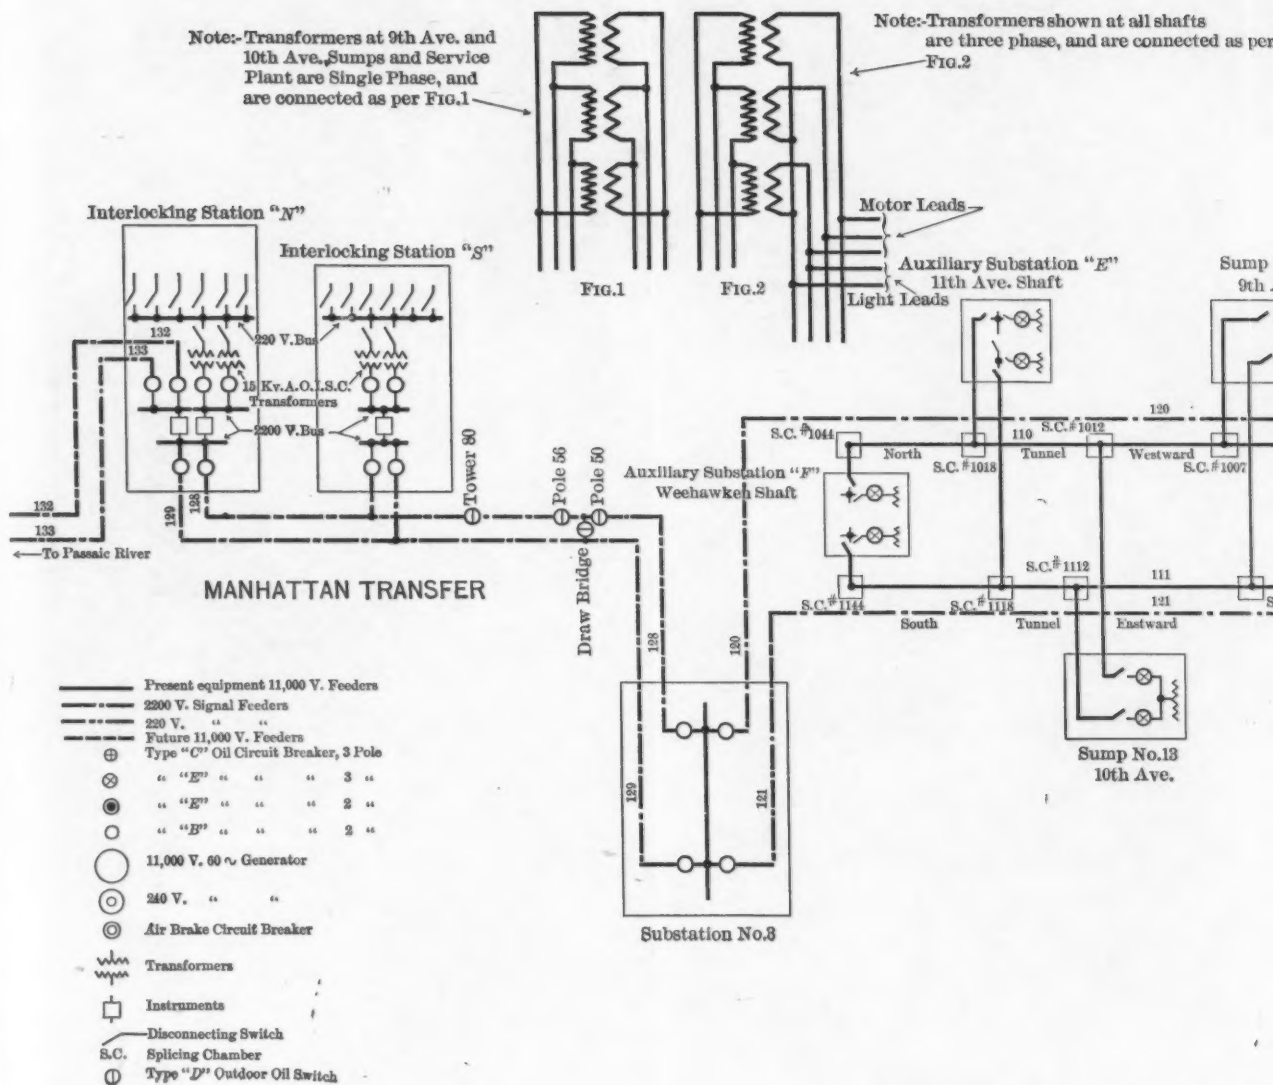 Note:-Transformers at 9th Ave. and
10th Ave., Sumps and Service
Plant are Single Phase, and
are connected as per FIG.1
Note:-Transformers shown at all shafts
are three phase, and are connected as per
FIG.2
FIG.1
FIG.2
Motor Leads
Light Leads
Interlocking Station "N"
Interlocking Station "S"
132
133
220 V. Bus
15 Kv. A.O.I.S.C.
Transformers
2200 V. Bus
129
128
132
133
To Passaic River
Tower 80
Pole 56
Pole 50
Draw Bridge
MANHATTAN TRANSFER
Auxiliary Substation "E"
11th Ave. Shaft
Sump
9th
120
S.C. #1044
S.C. #1012
110
North
S.C. #1018
Tunnel
Westward
S.C. #1007
Auxiliary Substation "F"
Weehawken Shaft
S.C. #1112
111
S.C. #1144
S.C. #1118
121
South
Tunnel
Eastward
S
Sump No.13
10th Ave.
128
120
129
121
Substation No.3
Present equipment 11,000 V. Feeders
2200 V. Signal Feeders
220 V. " "
Future 11,000 V. Feeders
Type "C" Oil Circuit Breaker, 3 Pole
" "E" " " " 3 "
" "E" " " " 2 "
" "B" " " " 2 "
11,000 V. 60 ~ Generator
240 V. " "
Air Brake Circuit Breaker
Transformers
Instruments
Disconnecting Switch
S.C. Splicing Chamber
Type "D" Outdoor Oil Switch